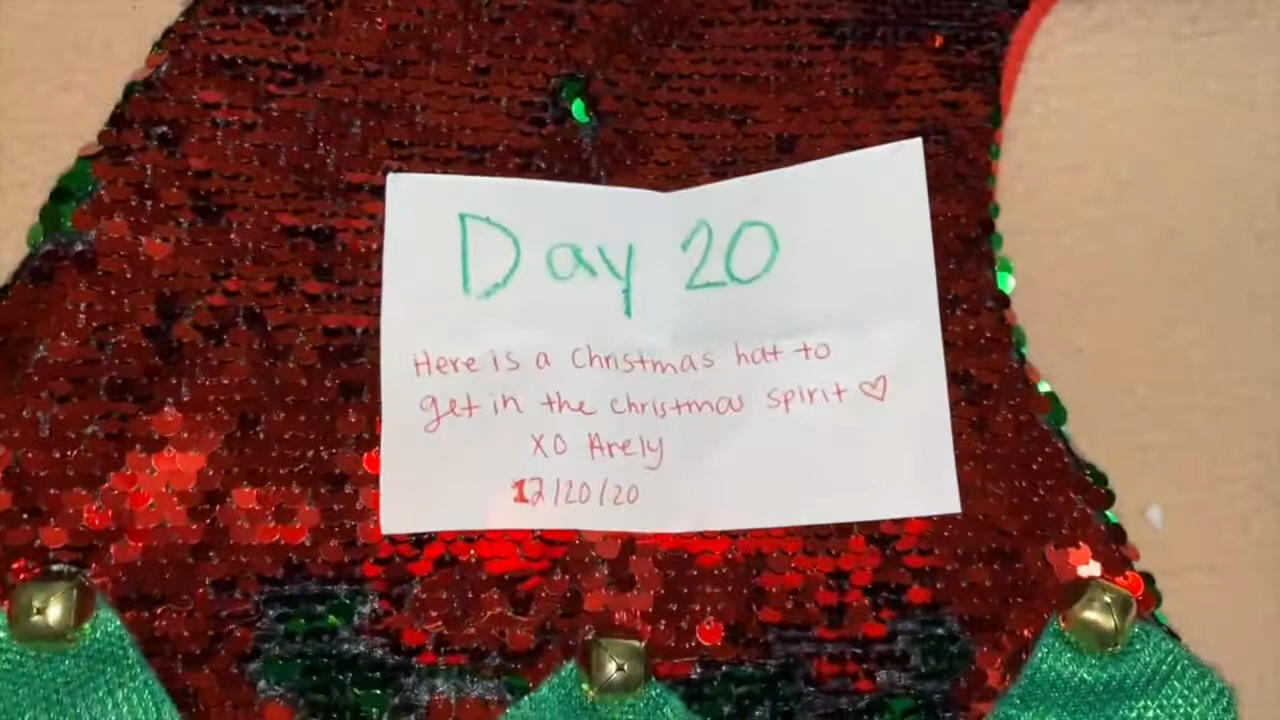 Day 20
Here is a Christmas hat to
get in the christmas spirit ♡
XO Arely
12/20/20